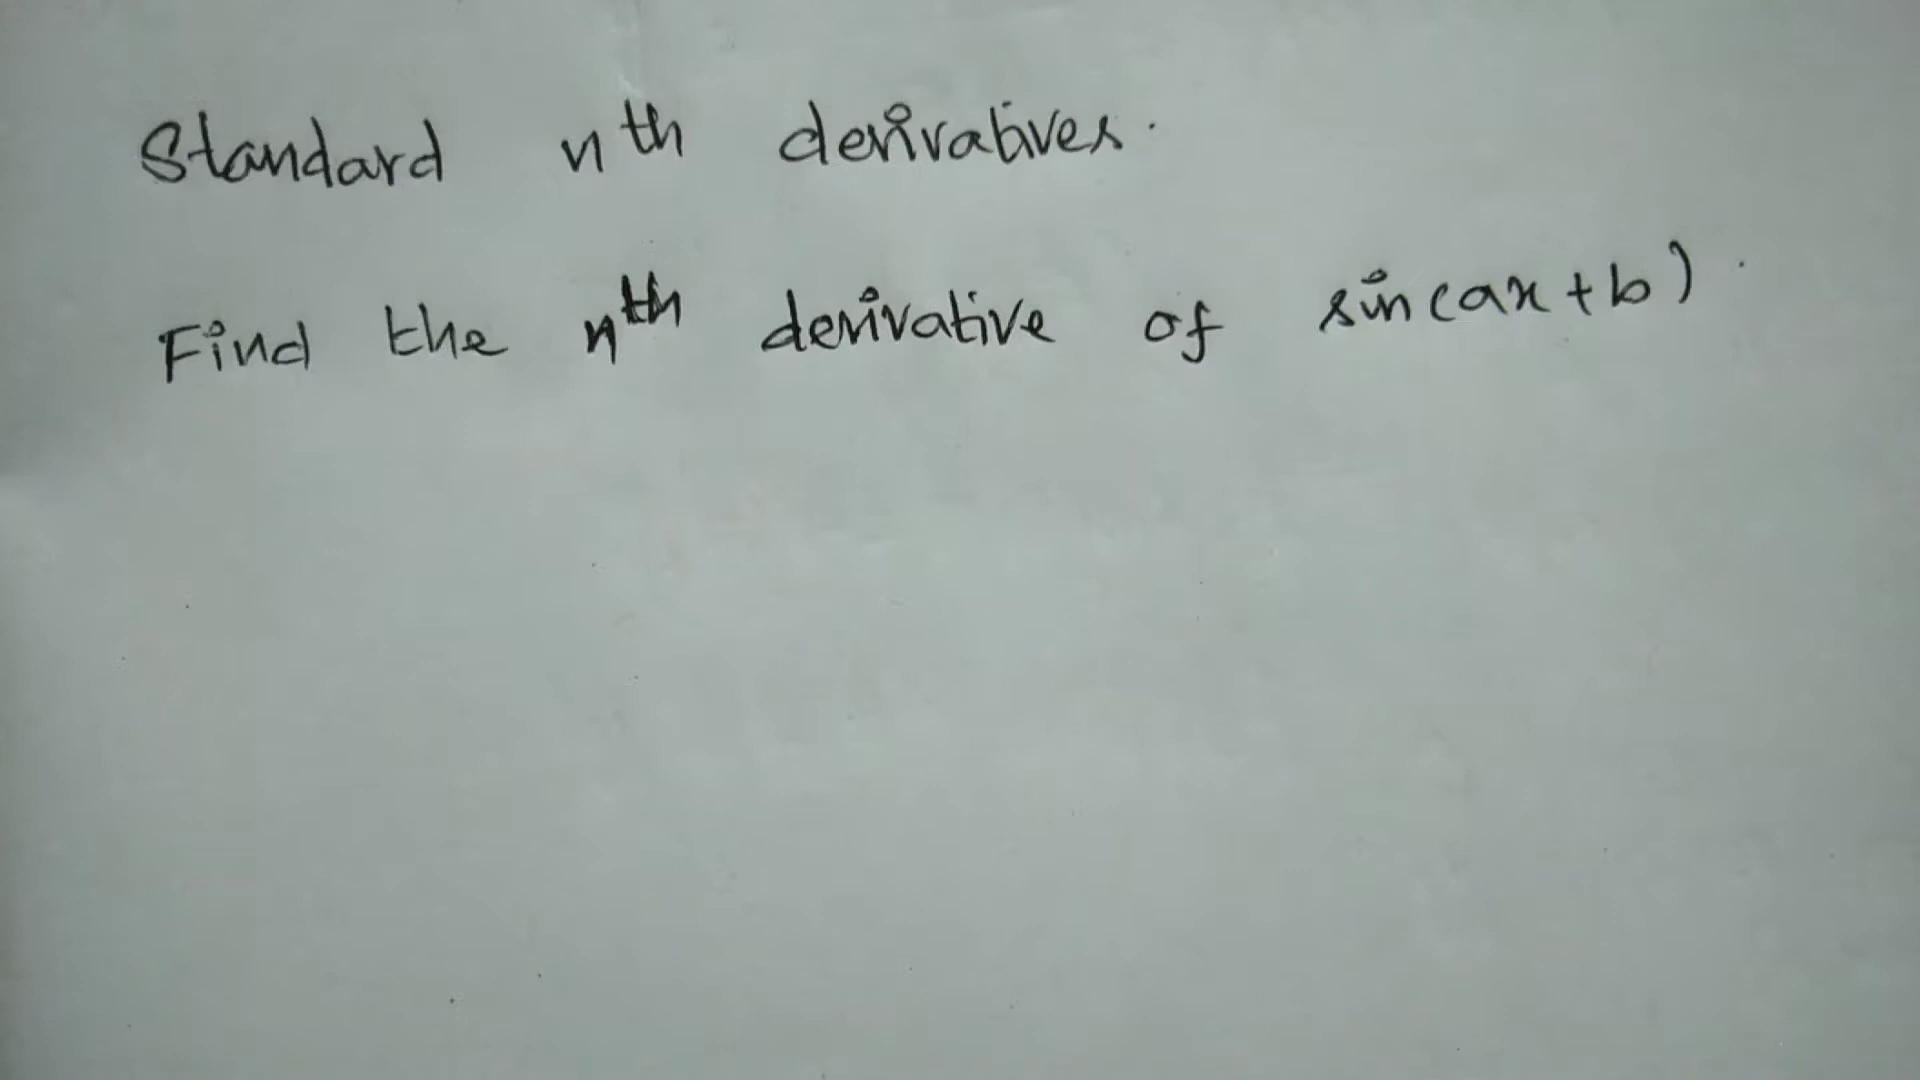 Standard nth derivatives.
Find the nth derivative of sin(ax+b).